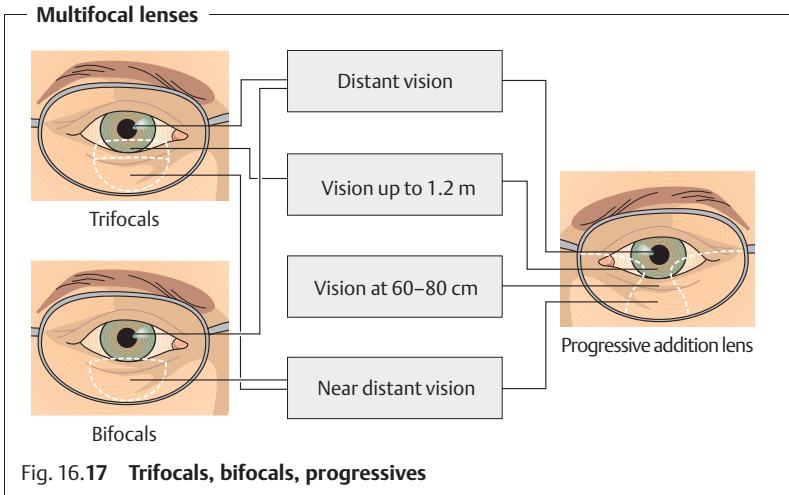 Multifocal lenses
Distant vision
Vision up to 1.2 m
Trifocals
Vision at 60–80 cm
Progressive addition lens
Near distant vision
Bifocals
Fig. 16.17 Trifocals, bifocals, progressives